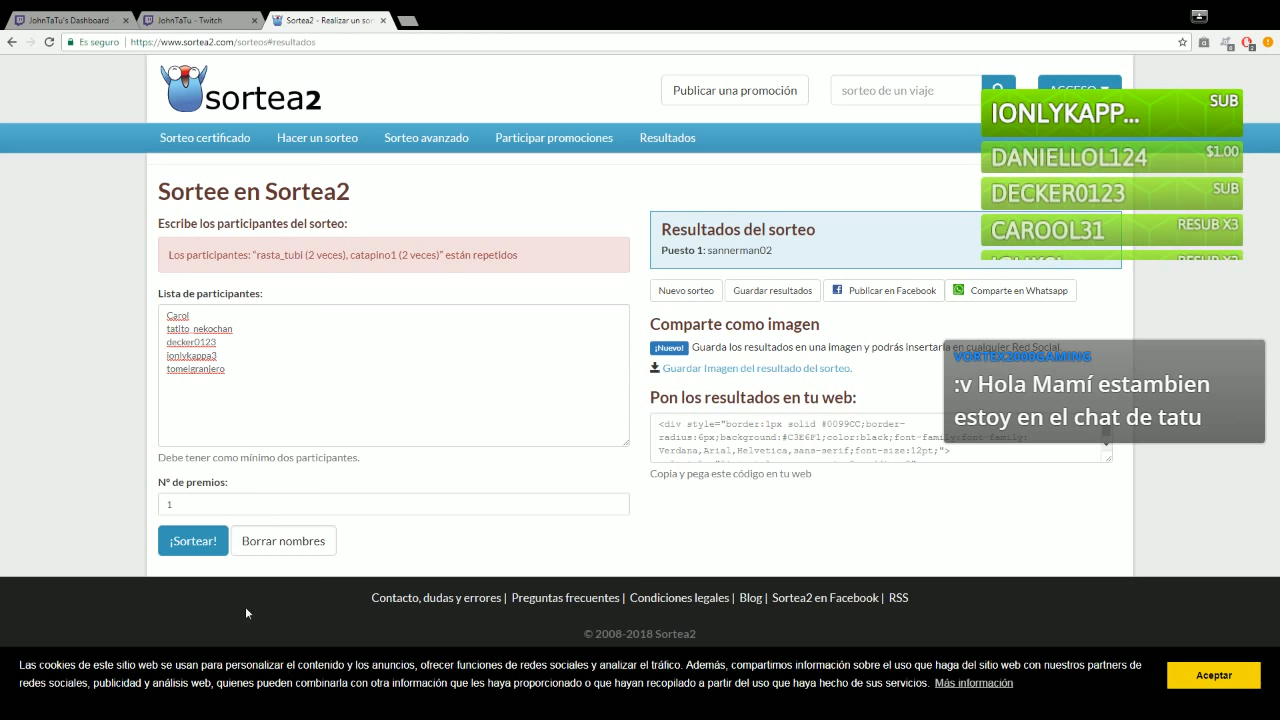 JohnTaTu's Dashboard
JohnTaTu - Twitch
Sortea2 - Realizar un sor
Es seguro
https://www.sortea2.com/sorteos#resultados
sortea2
Publicar una promoción
sorteo de un viaje
ACCESO
Sorteo certificado
Hacer un sorteo
Sorteo avanzado
Participar promociones
Resultados
IONLYKAPP... SUB
DANIELLOL124 $1.00
DECKER0123 SUB
CAROOL31 RESUB X3
Sortee en Sortea2
Escribe los participantes del sorteo:
Los participantes: "rasta_tubi (2 veces), catapino1 (2 veces)" están repetidos
Lista de participantes:
Carol
tatito_nekochan
decker0123
ionlykappa3
tomeigraniero
Debe tener como mínimo dos participantes.
Nº de premios:
1
¡Sortear!
Borrar nombres
Resultados del sorteo
Puesto 1: sannerman02
Nuevo sorteo
Guardar resultados
Publicar en Facebook
Comparte en Whatsapp
Comparte como imagen
¡Nuevo! Guarda los resultados en una imagen y podrás insertarla en cualquier Red Social.
Guardar Imagen del resultado del sorteo.
Pon los resultados en tu web:
<div style="border:1px solid #0099CC;border-
radius:6px;background:#C3E6F1;color:black;font-family:font-family:
Verdana,Arial,Helvetica,sans-serif;font-size:12pt;">
Copia y pega este código en tu web
VORTEX2000GAMING
:v Hola Mamí estambien
estoy en el chat de tatu
Contacto, dudas y errores | Preguntas frecuentes | Condiciones legales | Blog | Sortea2 en Facebook | RSS
© 2008-2018 Sortea2
Las cookies de este sitio web se usan para personalizar el contenido y los anuncios, ofrecer funciones de redes sociales y analizar el tráfico. Además, compartimos información sobre el uso que haga del sitio web con nuestros partners de
redes sociales, publicidad y análisis web, quienes pueden combinarla con otra información que les haya proporcionado o que hayan recopilado a partir del uso que haya hecho de sus servicios. Más información
Aceptar